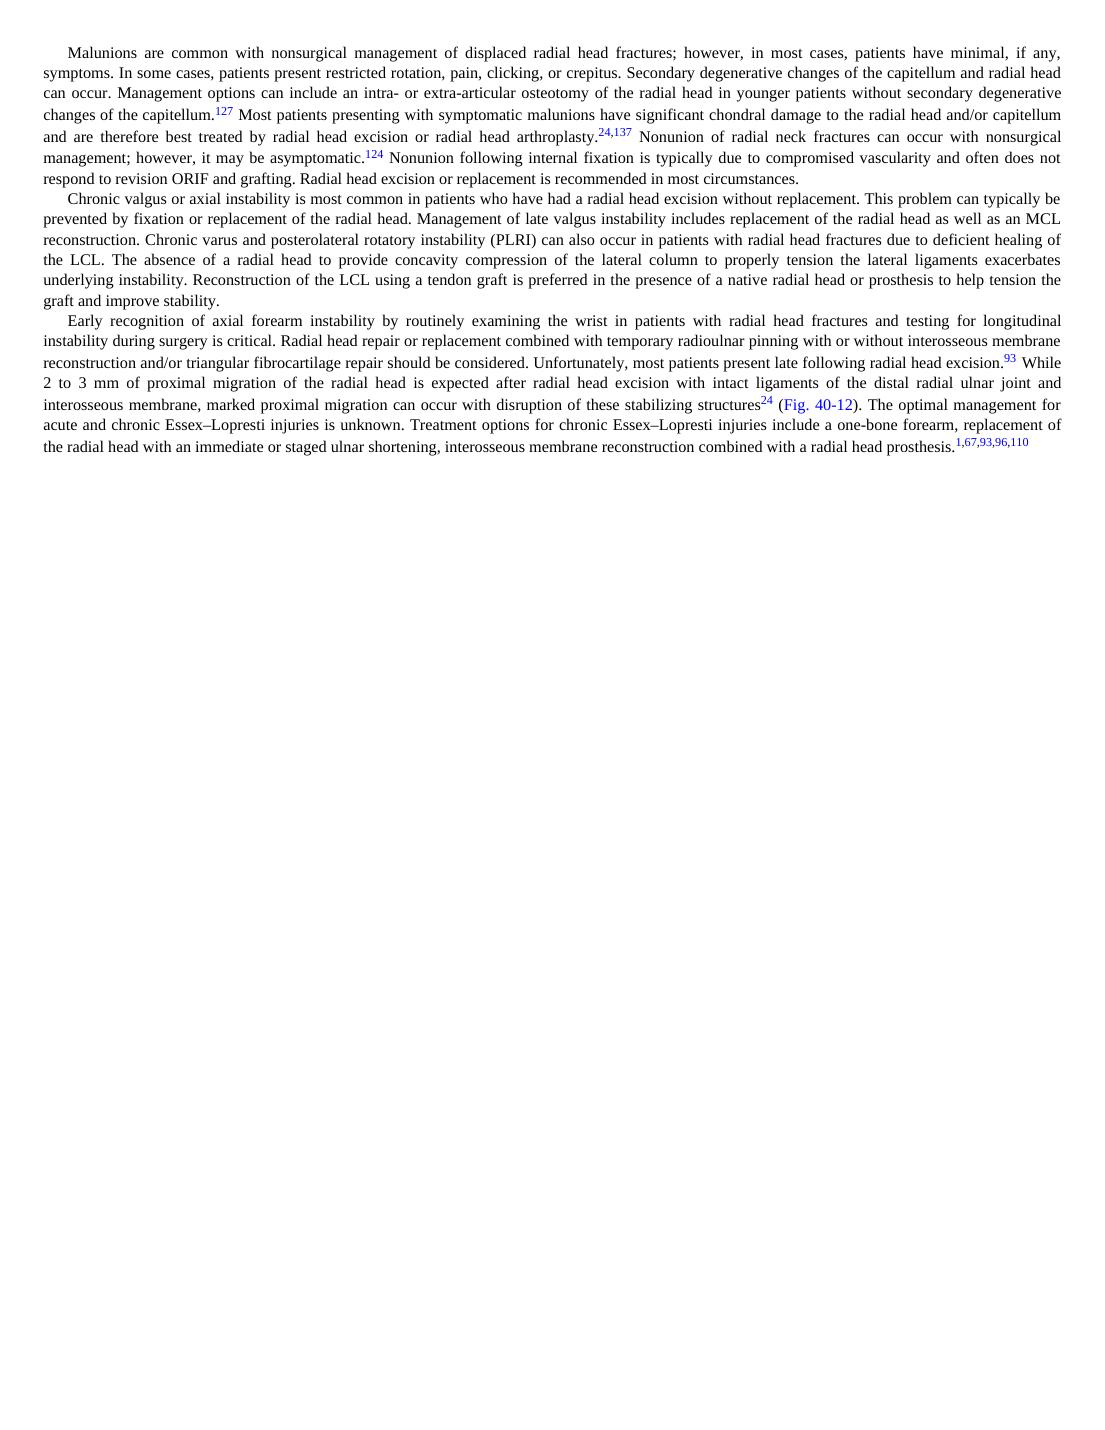 Malunions are common with nonsurgical management of displaced radial head fractures; however, in most cases, patients have minimal, if any,
symptoms. In some cases, patients present restricted rotation, pain, clicking, or crepitus. Secondary degenerative changes of the capitellum and radial head
can occur. Management options can include an intra- or extra-articular osteotomy of the radial head in younger patients without secondary degenerative
changes of the capitellum.127 Most patients presenting with symptomatic malunions have significant chondral damage to the radial head and/or capitellum
and are therefore best treated by radial head excision or radial head arthroplasty.24,137 Nonunion of radial neck fractures can occur with nonsurgical
management; however, it may be asymptomatic.124 Nonunion following internal fixation is typically due to compromised vascularity and often does not
respond to revision ORIF and grafting. Radial head excision or replacement is recommended in most circumstances.
Chronic valgus or axial instability is most common in patients who have had a radial head excision without replacement. This problem can typically be
prevented by fixation or replacement of the radial head. Management of late valgus instability includes replacement of the radial head as well as an MCL
reconstruction. Chronic varus and posterolateral rotatory instability (PLRI) can also occur in patients with radial head fractures due to deficient healing of
the LCL. The absence of a radial head to provide concavity compression of the lateral column to properly tension the lateral ligaments exacerbates
underlying instability. Reconstruction of the LCL using a tendon graft is preferred in the presence of a native radial head or prosthesis to help tension the
graft and improve stability.
Early recognition of axial forearm instability by routinely examining the wrist in patients with radial head fractures and testing for longitudinal
instability during surgery is critical. Radial head repair or replacement combined with temporary radioulnar pinning with or without interosseous membrane
reconstruction and/or triangular fibrocartilage repair should be considered. Unfortunately, most patients present late following radial head excision.93 While
2 to 3 mm of proximal migration of the radial head is expected after radial head excision with intact ligaments of the distal radial ulnar joint and
interosseous membrane, marked proximal migration can occur with disruption of these stabilizing structures24 (Fig. 40-12). The optimal management for
acute and chronic Essex–Lopresti injuries is unknown. Treatment options for chronic Essex–Lopresti injuries include a one-bone forearm, replacement of
the radial head with an immediate or staged ulnar shortening, interosseous membrane reconstruction combined with a radial head prosthesis.1,67,93,96,110